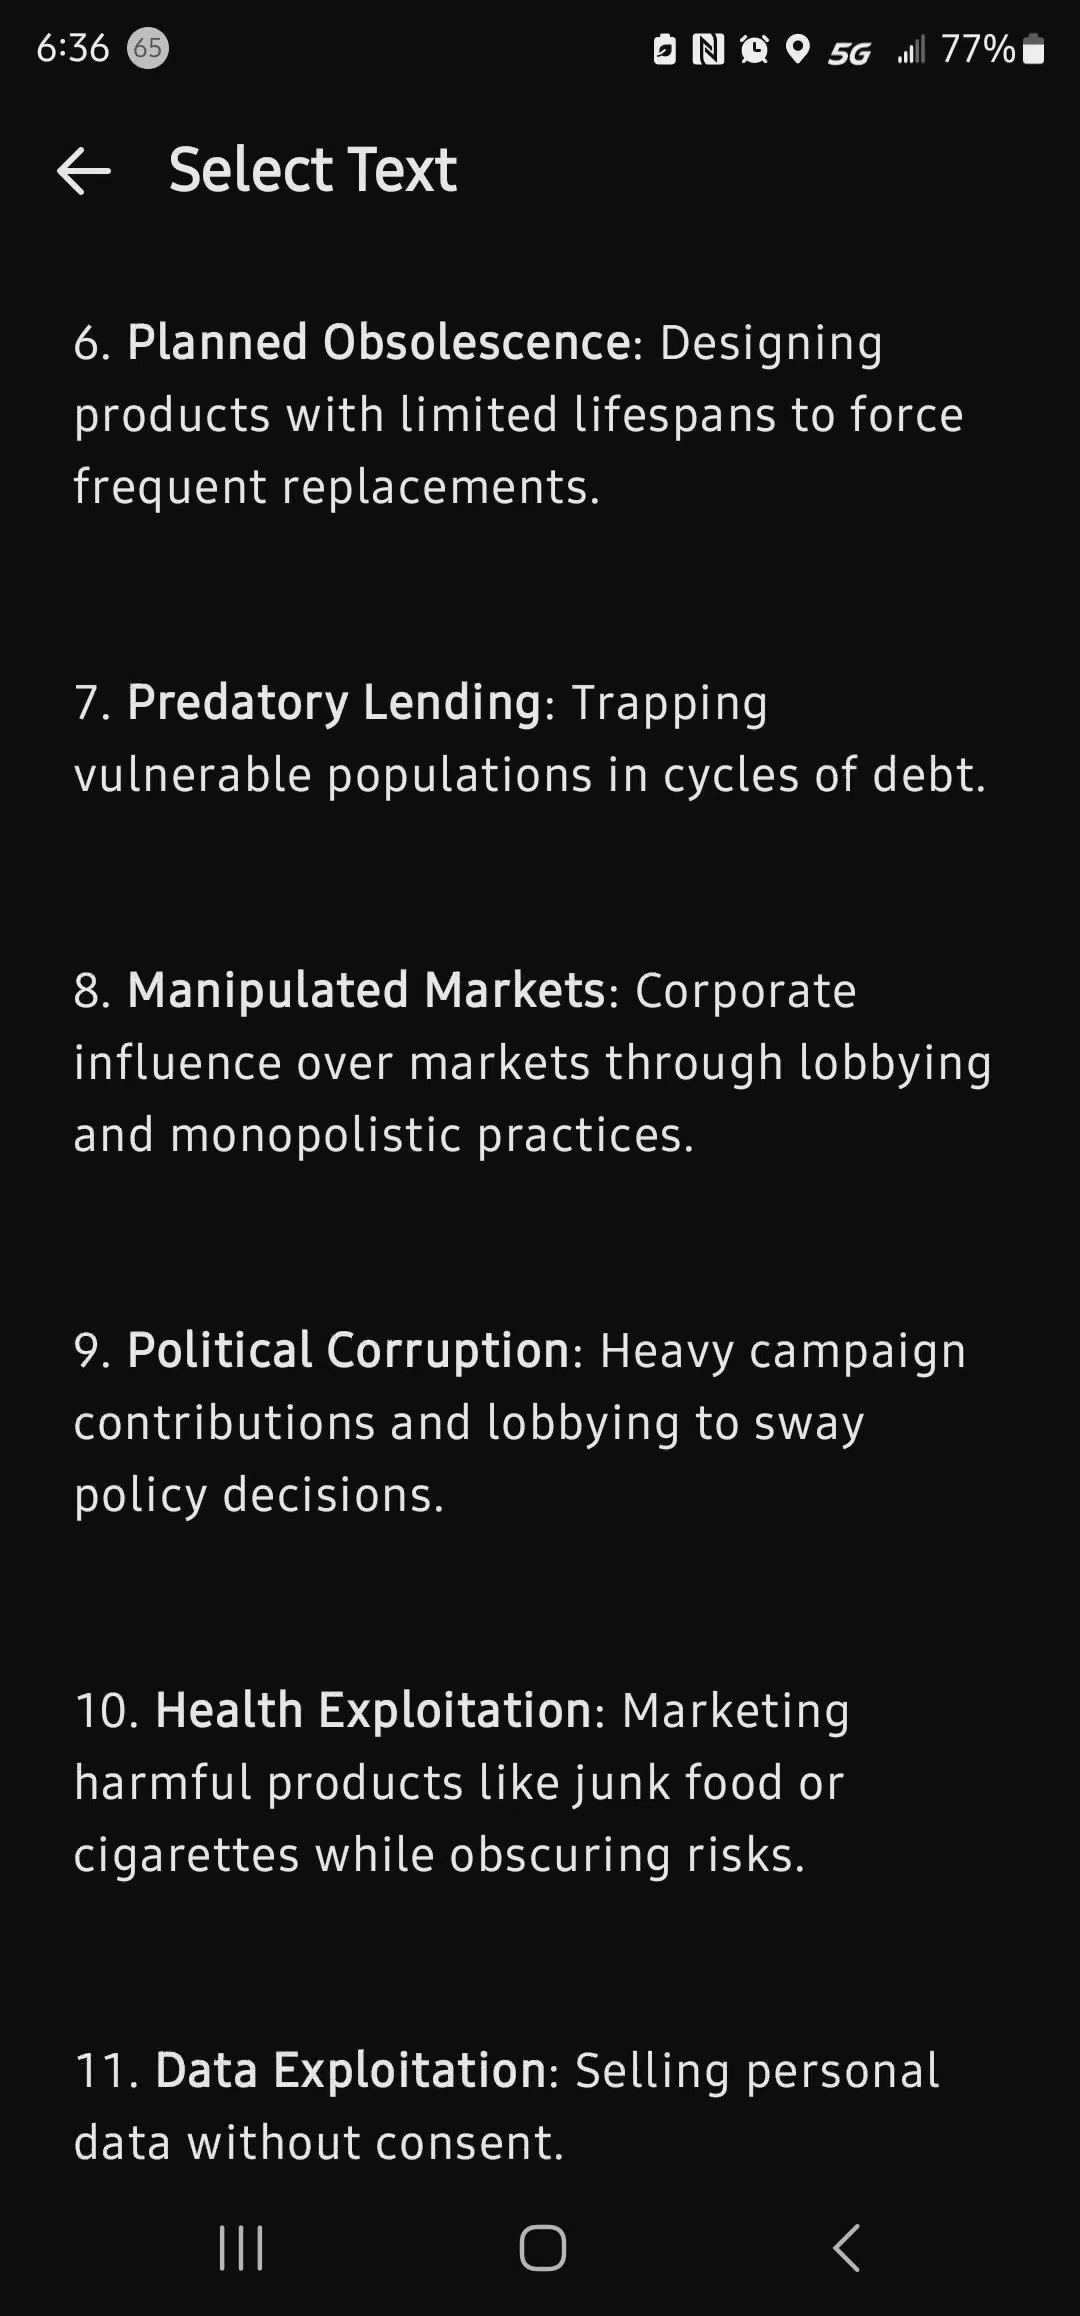 6:36 65 5G 77%
Select Text
6. Planned Obsolescence: Designing
products with limited lifespans to force
frequent replacements.
7. Predatory Lending: Trapping
vulnerable populations in cycles of debt.
8. Manipulated Markets: Corporate
influence over markets through lobbying
and monopolistic practices.
9. Political Corruption: Heavy campaign
contributions and lobbying to sway
policy decisions.
10. Health Exploitation: Marketing
harmful products like junk food or
cigarettes while obscuring risks.
11. Data Exploitation: Selling personal
data without consent.